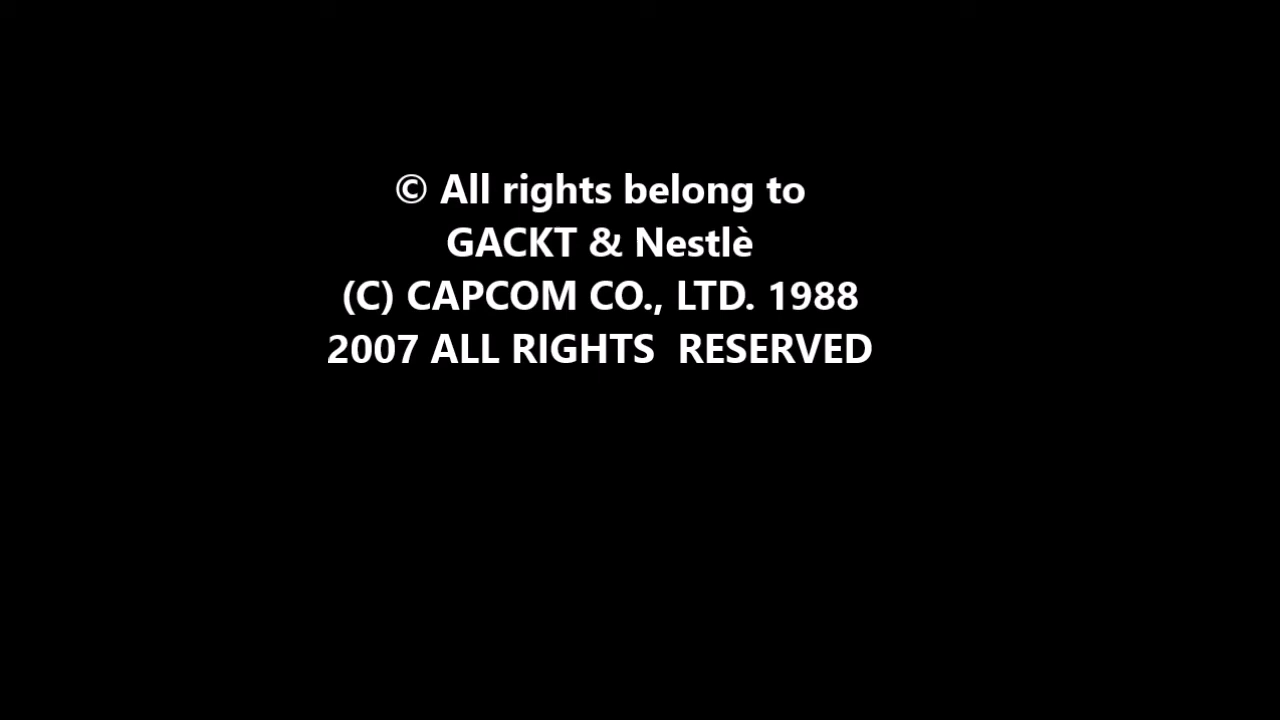 © All rights belong to
GACKT & Nestlè
(C) CAPCOM CO., LTD. 1988
2007 ALL RIGHTS  RESERVED